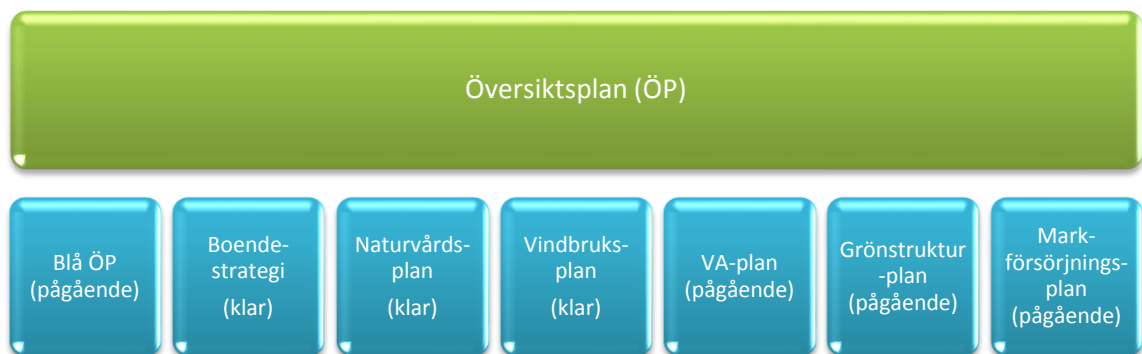 Översiktsplan (ÖP)
Blå ÖP
(pågående)
Boende-
strategi
(klar)
Naturvårds-
plan
(klar)
Vindbruks-
plan
(klar)
VA-plan
(pågående)
Grönstruktur
-plan
(pågående)
Mark-
försörjnings-
plan
(pågående)